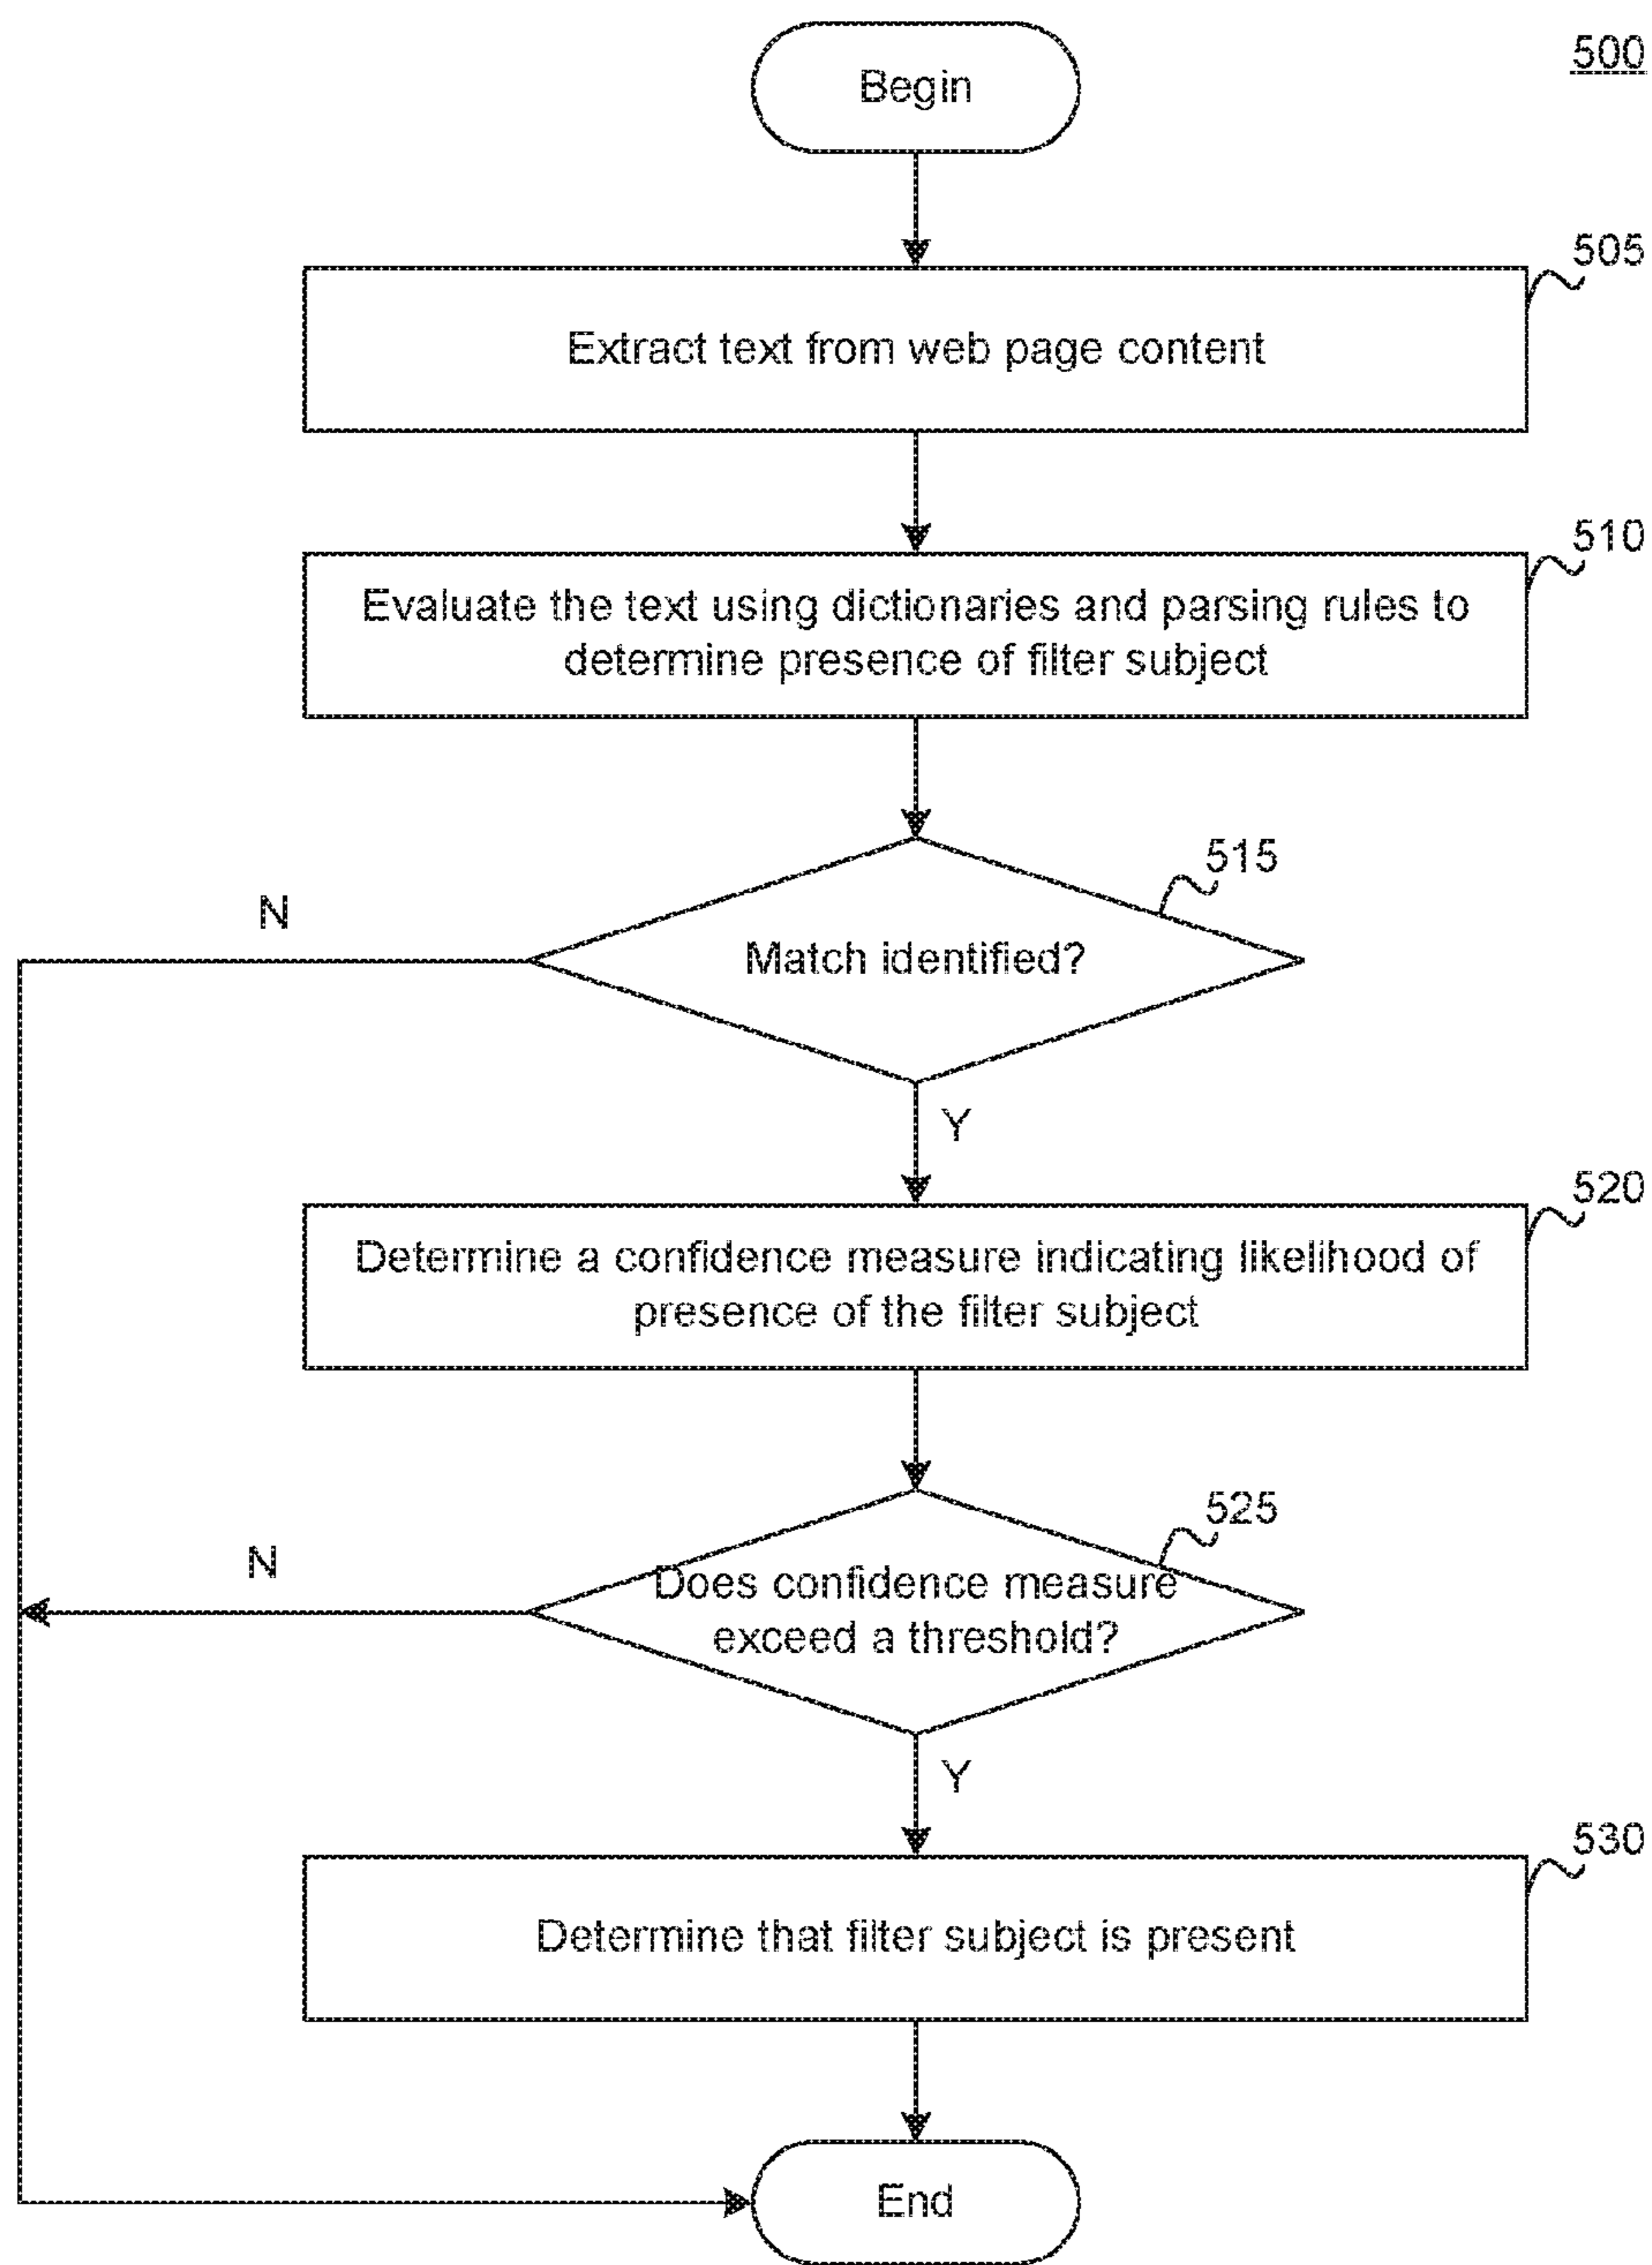 500
Begin
505
Extract text from web page content
510
Evaluate the text using dictionaries and parsing rules to
determine presence of filter subject
515
N
Match identified?
Y
520
Determine a confidence measure indicating likelihood of
presence of the filter subject
525
N
Does confidence measure
exceed a threshold?
Y
530
Determine that filter subject is present
End